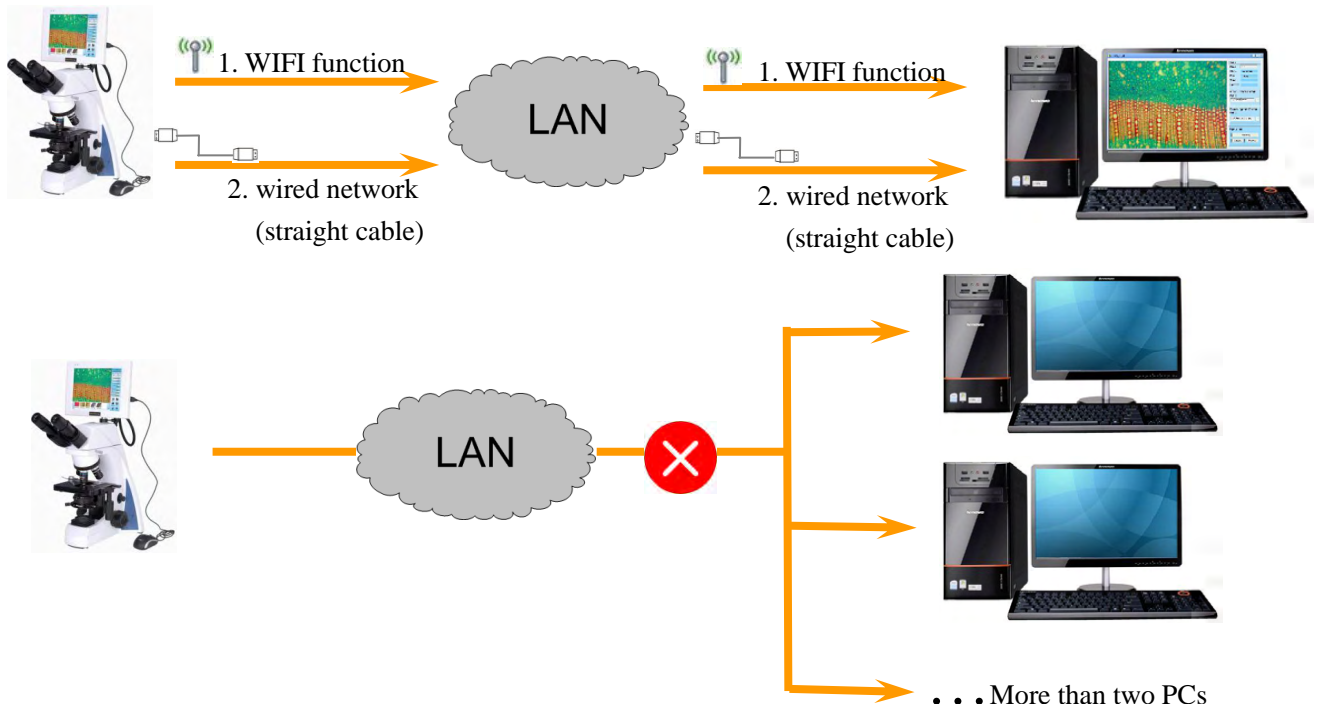 1. WIFI function
1. WIFI function
LAN
2. wired network
(straight cable)
2. wired network
(straight cable)
LAN
. . . More than two PCs